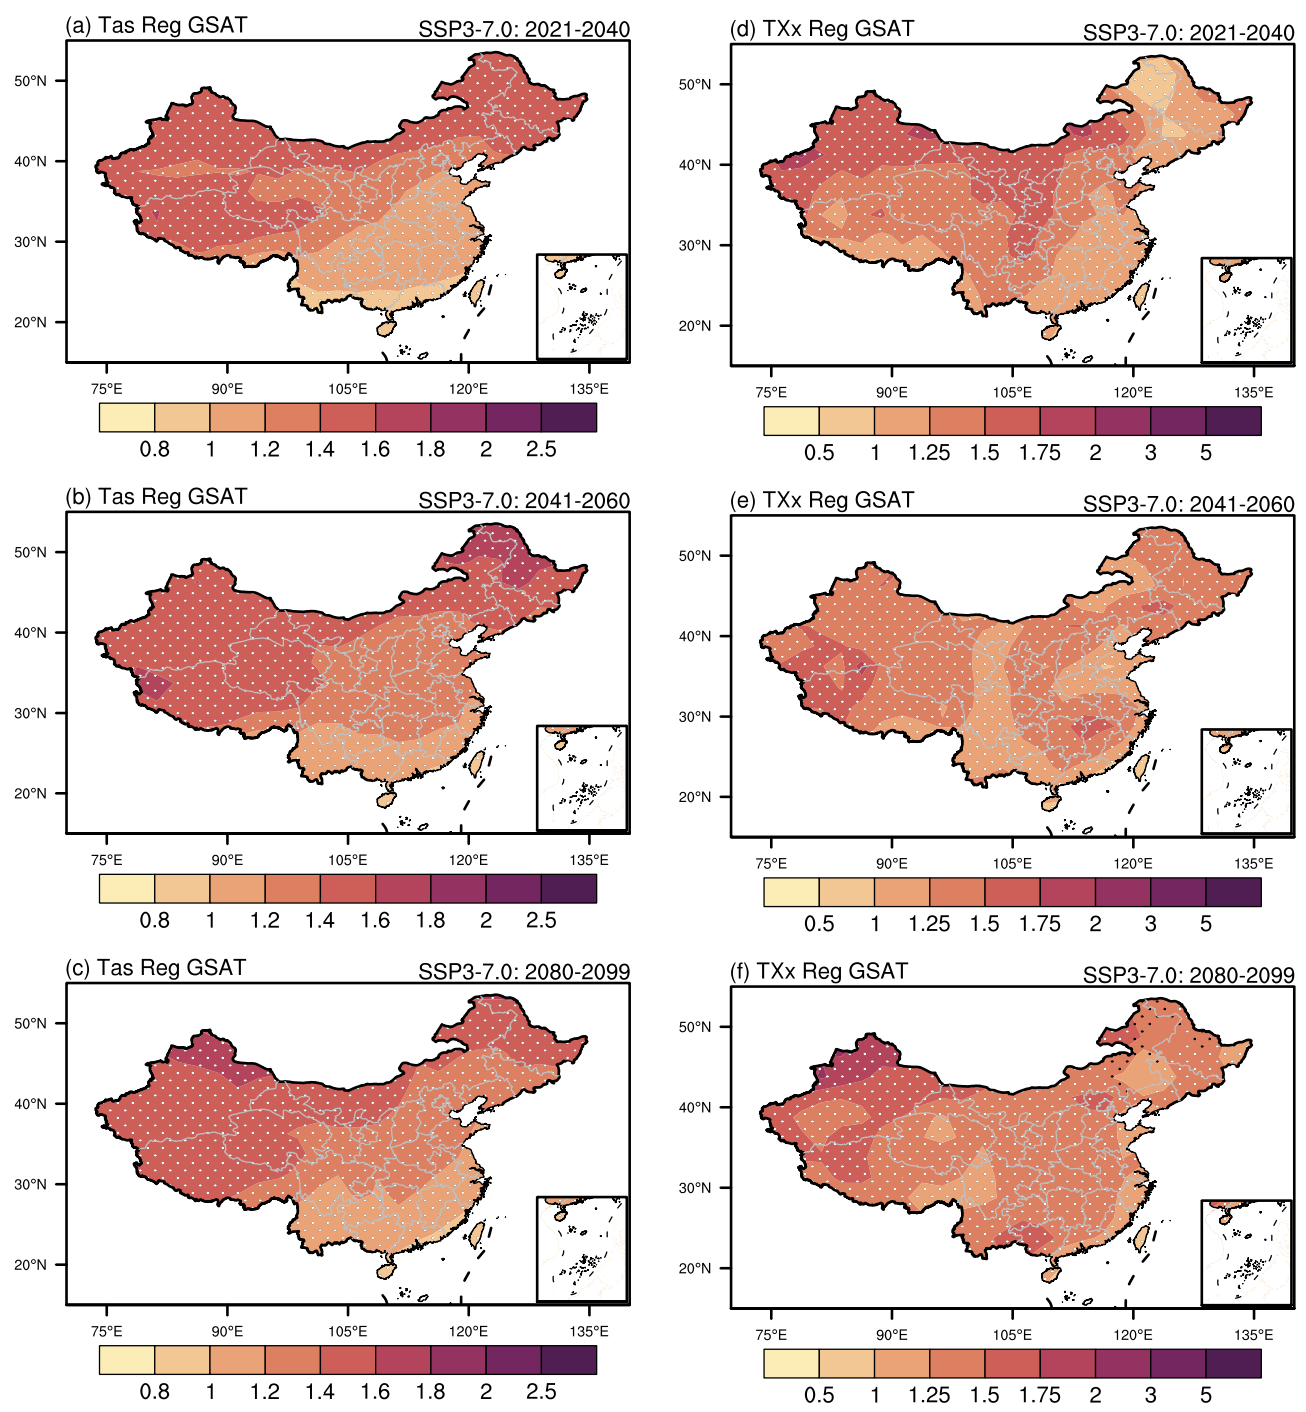 (a) Tas Reg GSAT SSP3-7.0: 2021-2040
50°N
40°N
30°N
20°N
75°E 90°E 105°E 120°E 135°E
0.8 1 1.2 1.4 1.6 1.8 2 2.5
(d) TXx Reg GSAT SSP3-7.0: 2021-2040
50°N
40°N
30°N
20°N
75°E 90°E 105°E 120°E 135°E
0.5 1 1.25 1.5 1.75 2 3 5
(b) Tas Reg GSAT SSP3-7.0: 2041-2060
50°N
40°N
30°N
20°N
75°E 90°E 105°E 120°E 135°E
0.8 1 1.2 1.4 1.6 1.8 2 2.5
(e) TXx Reg GSAT SSP3-7.0: 2041-2060
50°N
40°N
30°N
20°N
75°E 90°E 105°E 120°E 135°E
0.5 1 1.25 1.5 1.75 2 3 5
(c) Tas Reg GSAT SSP3-7.0: 2080-2099
50°N
40°N
30°N
20°N
75°E 90°E 105°E 120°E 135°E
0.8 1 1.2 1.4 1.6 1.8 2 2.5
(f) TXx Reg GSAT SSP3-7.0: 2080-2099
50°N
40°N
30°N
20°N
75°E 90°E 105°E 120°E 135°E
0.5 1 1.25 1.5 1.75 2 3 5